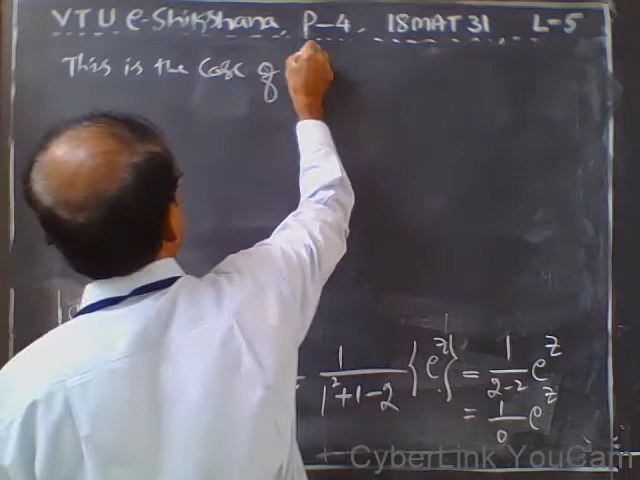 VTU e-Shikshana, P-4, 18MAT31 L-5
This is the case of
= 1/(1²+1-2) {e^z} = 1/(2-2) e^z
= 1/0 e^z
CyberLink YouCam